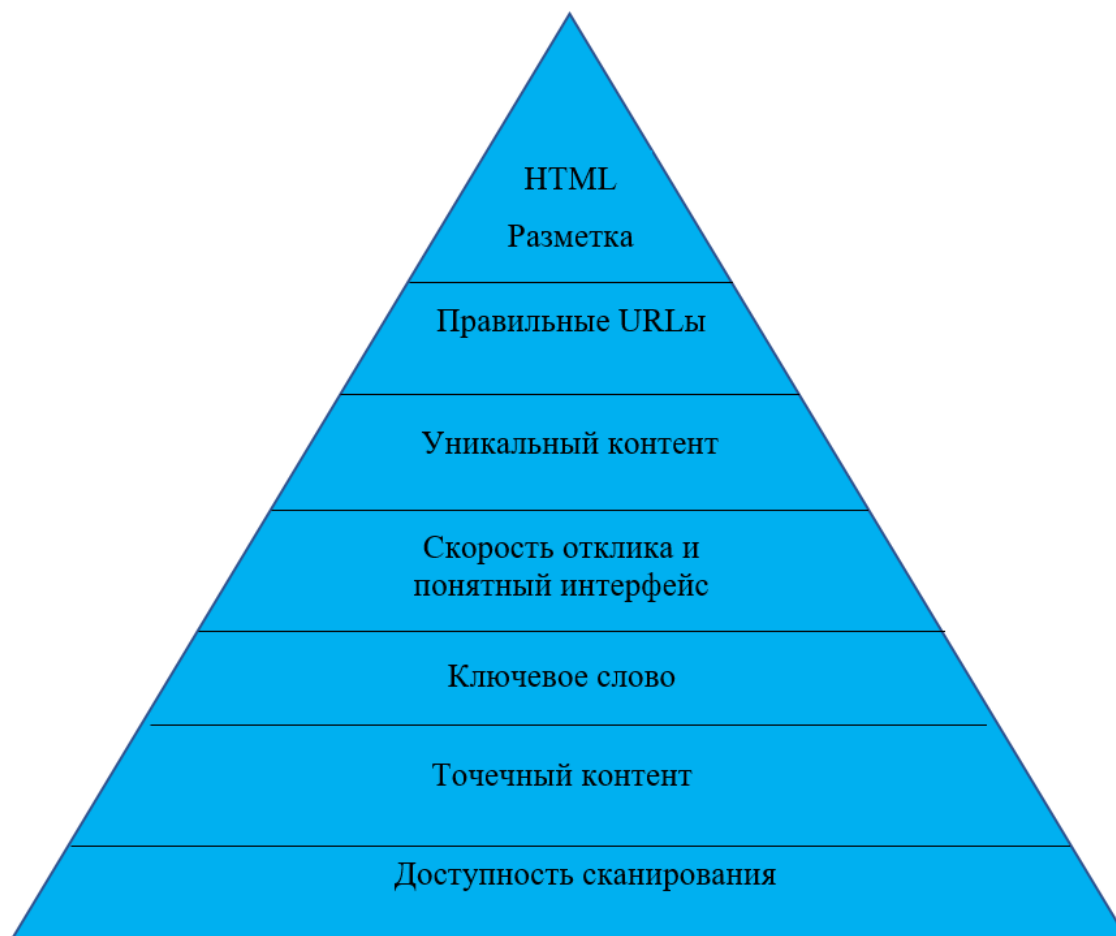 HTML
Разметка
Правильные URLы
Уникальный контент
Скорость отклика и
понятный интерфейс
Ключевое слово
Точечный контент
Доступность сканирования